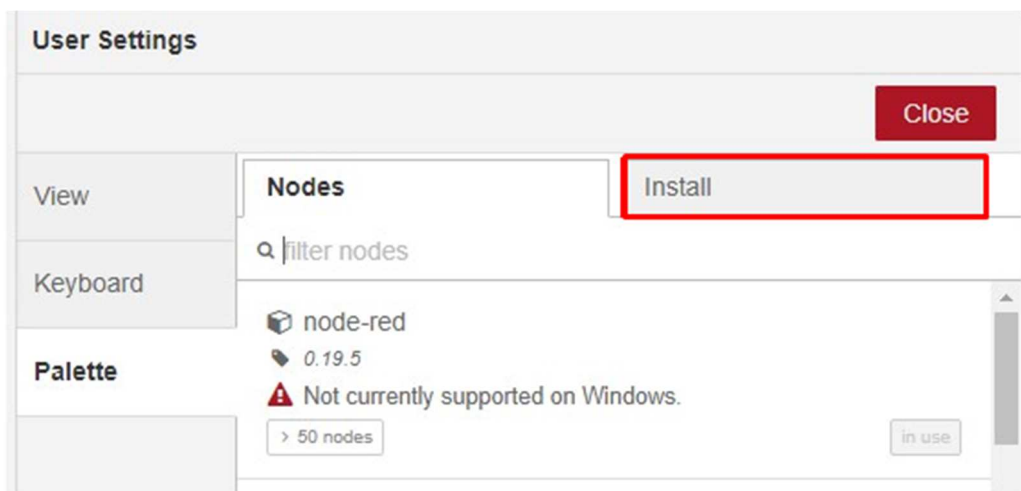 User Settings
Close
View
Nodes
Install
filter nodes
Keyboard
node-red
0.19.5
Palette
Not currently supported on Windows.
> 50 nodes
in use